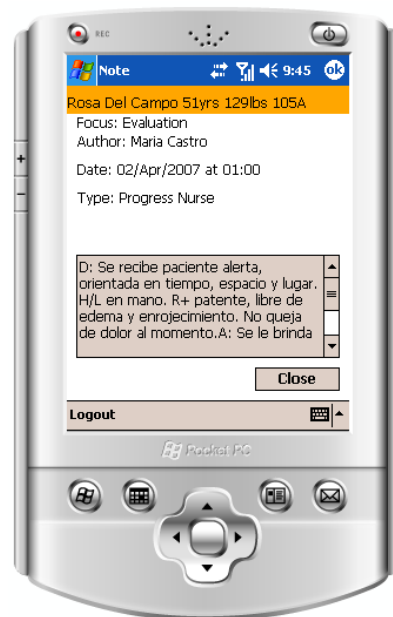 REC
Note 9:45 ok
Rosa Del Campo 51yrs 129lbs 105A
Focus: Evaluation
Author: Maria Castro
Date: 02/Apr/2007 at 01:00
Type: Progress Nurse
D: Se recibe paciente alerta,
orientada en tiempo, espacio y lugar.
H/L en mano. R+ patente, libre de
edema y enrojecimiento. No queja
de dolor al momento.A: Se le brinda
Close
Logout
Pocket PC